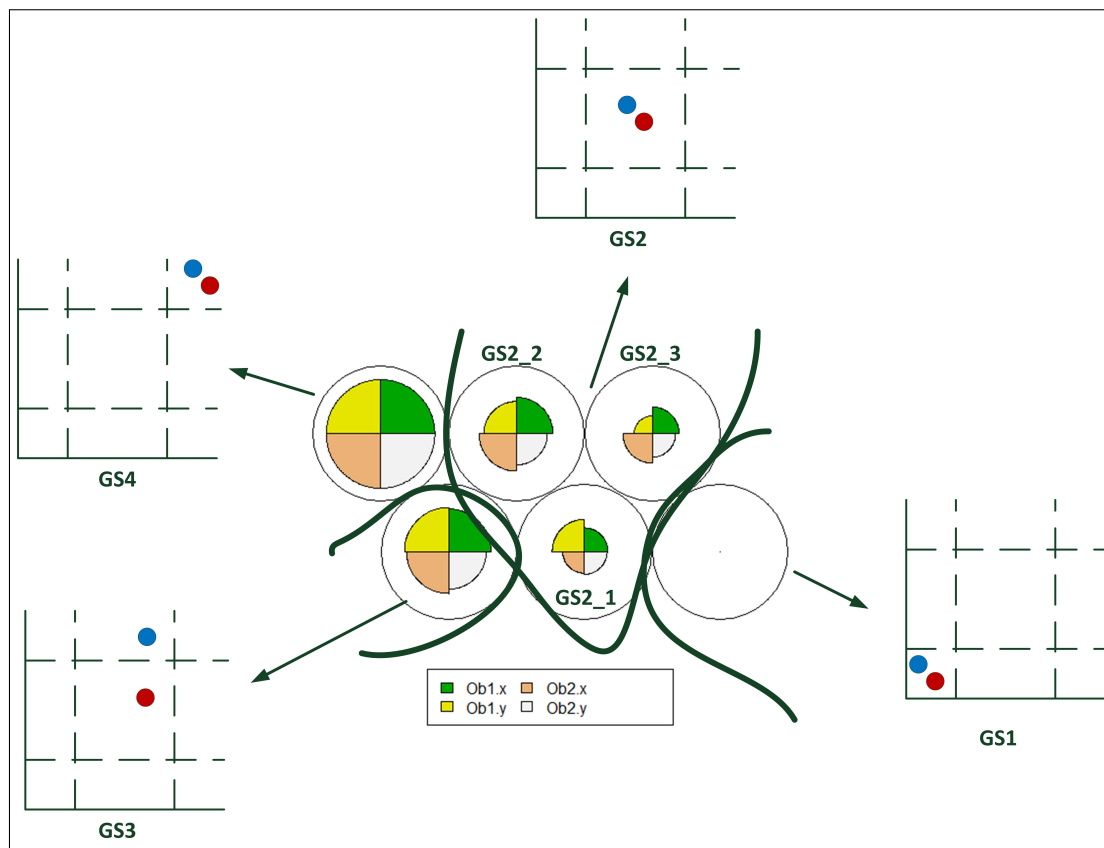 GS2
GS4
GS2_2
GS2_3
GS2_1
GS1
GS3
Ob1.x Ob2.x
Ob1.y Ob2.y